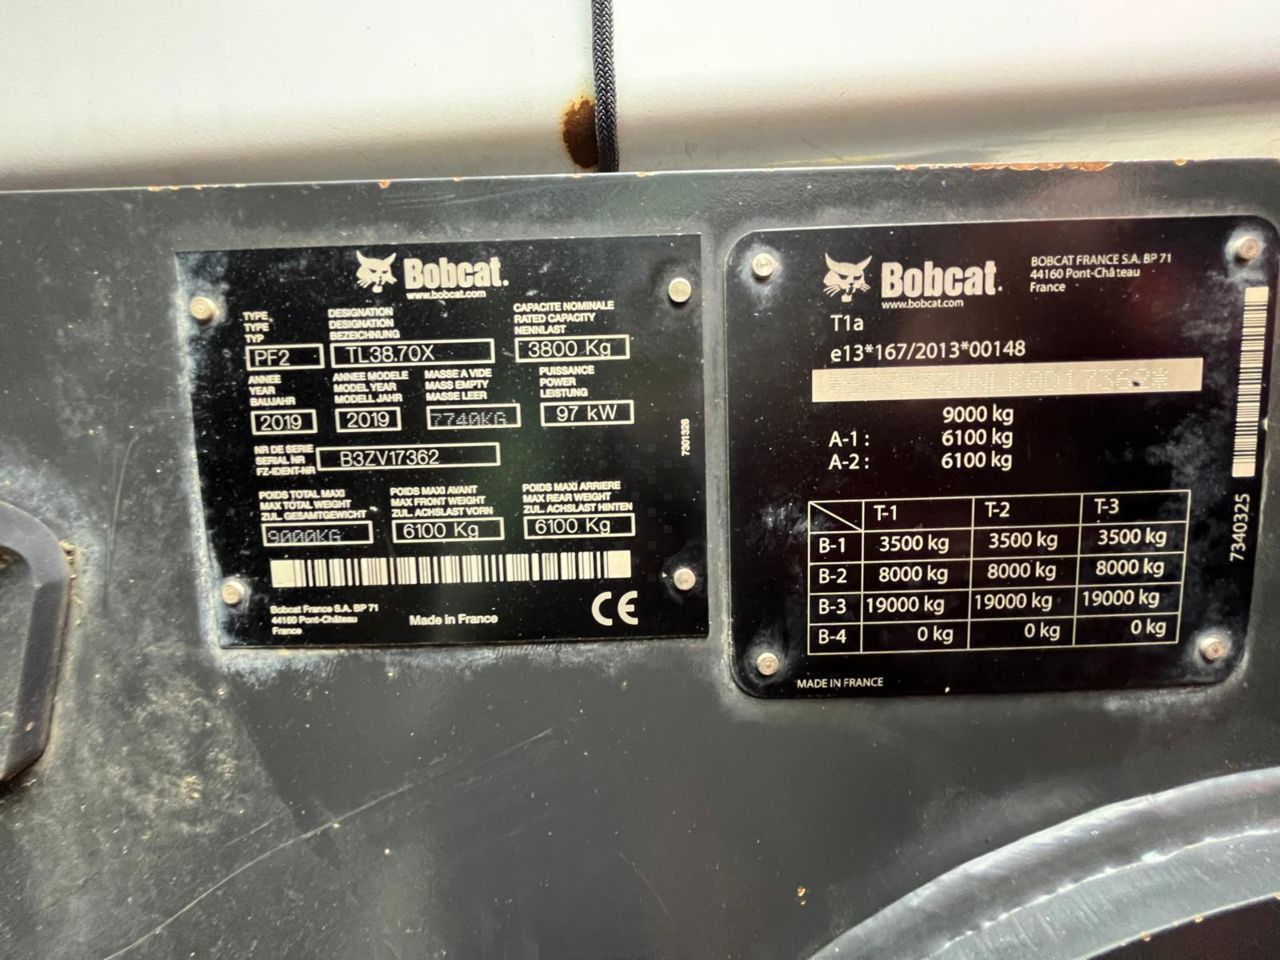 Bobcat.
www.bobcat.com
TYPE
TYPE
TYP
PF2
DESIGNATION
DESIGNATION
BEZEICHNUNG
TL38.70X
CAPACITE NOMINALE
RATED CAPACITY
NENNLAST
3800 Kg
ANNEE
YEAR
BAUJAHR
2019
ANNEE MODELE
MODEL YEAR
MODELL JAHR
2019
MASSE A VIDE
MASS EMPTY
MASSE LEER
7740KG
PUISSANCE
POWER
LEISTUNG
97 kW
NR DE SERIE
SERIAL NR
FZ-IDENT-NR
B3ZV17362
POIDS TOTAL MAXI
MAX TOTAL WEIGHT
ZUL. GESAMTGEWICHT
9000KG
POIDS MAXI AVANT
MAX FRONT WEIGHT
ZUL. ACHSLAST VORN
6100 Kg
POIDS MAXI ARRIERE
MAX REAR WEIGHT
ZUL. ACHSLAST HINTEN
6100 Kg
Bobcat France S.A. BP 71
44160 Pont-Château
France
Made in France
CE
7301326
Bobcat.
www.bobcat.com
BOBCAT FRANCE S.A. BP 71
44160 Pont-Château
France
T1a
e13*167/2013*00148
9000 kg
A-1 : 6100 kg
A-2 : 6100 kg
T-1 T-2 T-3
B-1 3500 kg 3500 kg 3500 kg
B-2 8000 kg 8000 kg 8000 kg
B-3 19000 kg 19000 kg 19000 kg
B-4 0 kg 0 kg 0 kg
MADE IN FRANCE
7340325